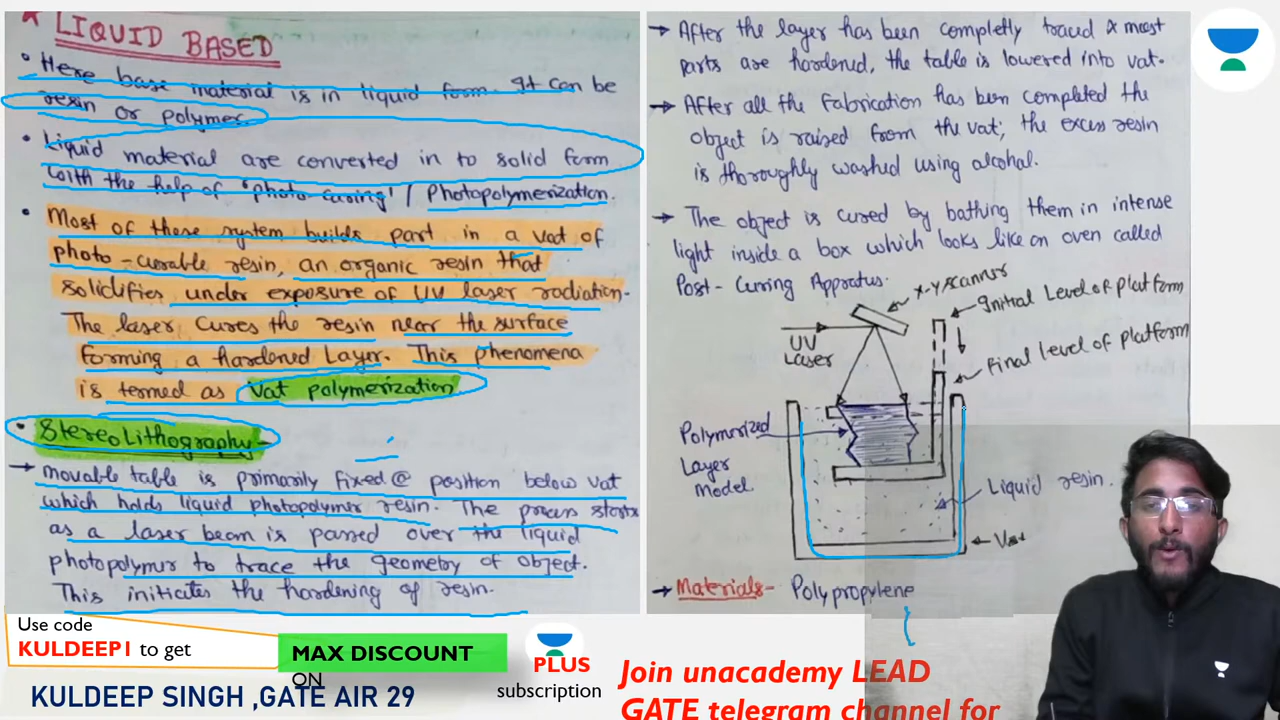 * LIQUID BASED
• Here base material is in liquid form. It can be
resin or polymer.
• Liquid material are converted in to solid form
with the help of 'photo-curing' / Photopolymerization.
• Most of these system builds part in a vat of
photo-curable resin, an organic resin that
solidifies under exposure of UV laser radiation.
The laser cures the resin near the surface
forming a hardened Layer. This phenomena
is termed as vat polymerization
• StereoLithography-
→ movable table is primarily fixed @ position below vat
which holds liquid photopolymer resin. The process starts
as a laser beam is passed over the liquid
photopolymer to trace the geometry of object.
This initiates the hardening of resin.
→ After the layer has been completly traced & most
parts are hardened, the table is lowered into vat.
→ After all the fabrication has been completed the
object is raised from the vat; the excess resin
is thoroughly washed using alcohol.
→ The object is cured by bathing them in intense
light inside a box which looks like an oven called
Post-Curing Apparatus.
X-Y scanner
Initial Level of platform
UV
Laser
Final level of platform
Polymerized
Layer
Model
Liquid resin.
Vat
→ Materials- Polypropylene
Use code
KULDEEP1 to get
MAX DISCOUNT
ON
PLUS
subscription
KULDEEP SINGH ,GATE AIR 29
Join unacademy LEAD
GATE telegram channel for